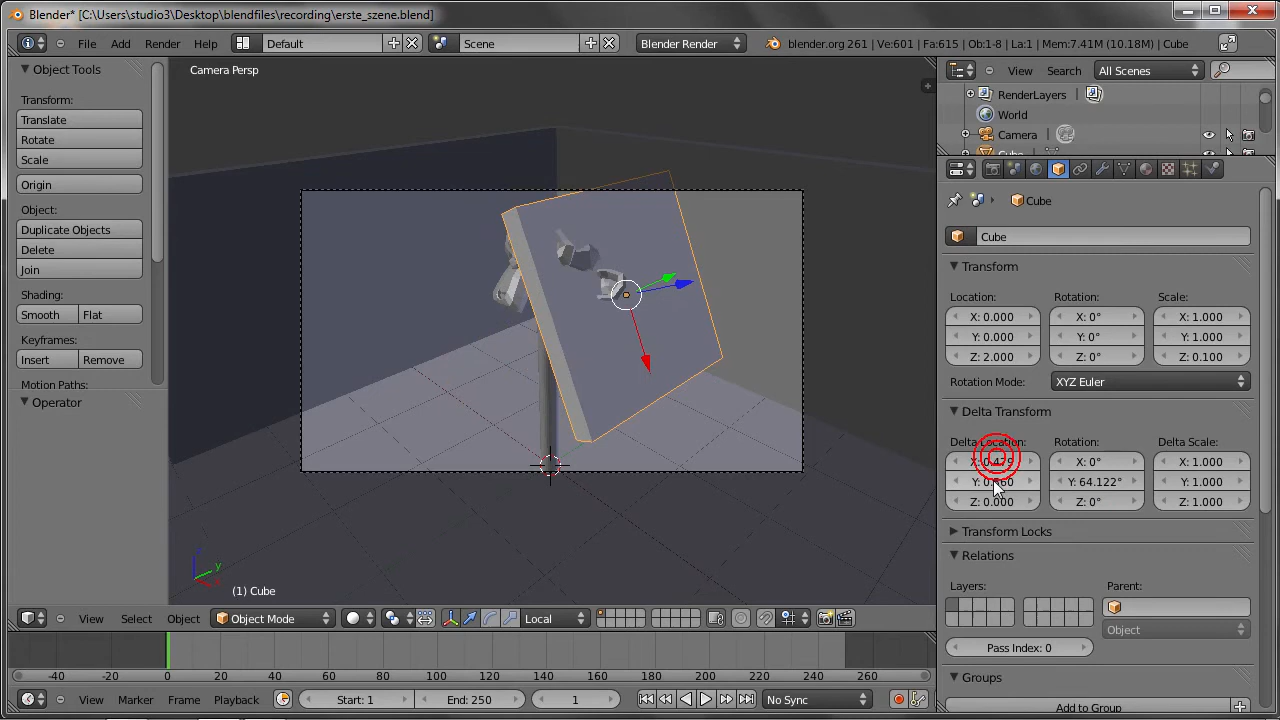 Blender* [C:\Users\studio3\Desktop\blendfiles\recording\erste_szene.blend]
File Add Render Help Default Scene Blender Render blender.org 261 | Ve:601 | Fa:615 | Ob:1-8 | La:1 | Mem:7.41M (10.18M) | Cube
Object Tools
Transform:
Translate
Rotate
Scale
Origin
Object:
Duplicate Objects
Delete
Join
Shading:
Smooth Flat
Keyframes:
Insert Remove
Motion Paths:
Operator
Camera Persp
z
y
x
(1) Cube
View Search All Scenes
RenderLayers |
World
Camera
Cube
Cube
Transform
Location: Rotation: Scale:
X: 0.000 X: 0° X: 1.000
Y: 0.000 Y: 0° Y: 1.000
Z: 2.000 Z: 0° Z: 0.100
Rotation Mode: XYZ Euler
Delta Transform
Delta Location: Rotation: Delta Scale:
X: X: 0° X: 1.000
Y: Y: 64.122° Y: 1.000
Z: 0.000 Z: 0° Z: 1.000
Transform Locks
Relations
Layers: Parent:
Object
Pass Index: 0
Groups
Add to Group
View Select Object Object Mode Local
-40 -20 0 20 40 60 80 100 120 140 160 180 200 220 240 260
View Marker Frame Playback Start: 1 End: 250 1 No Sync